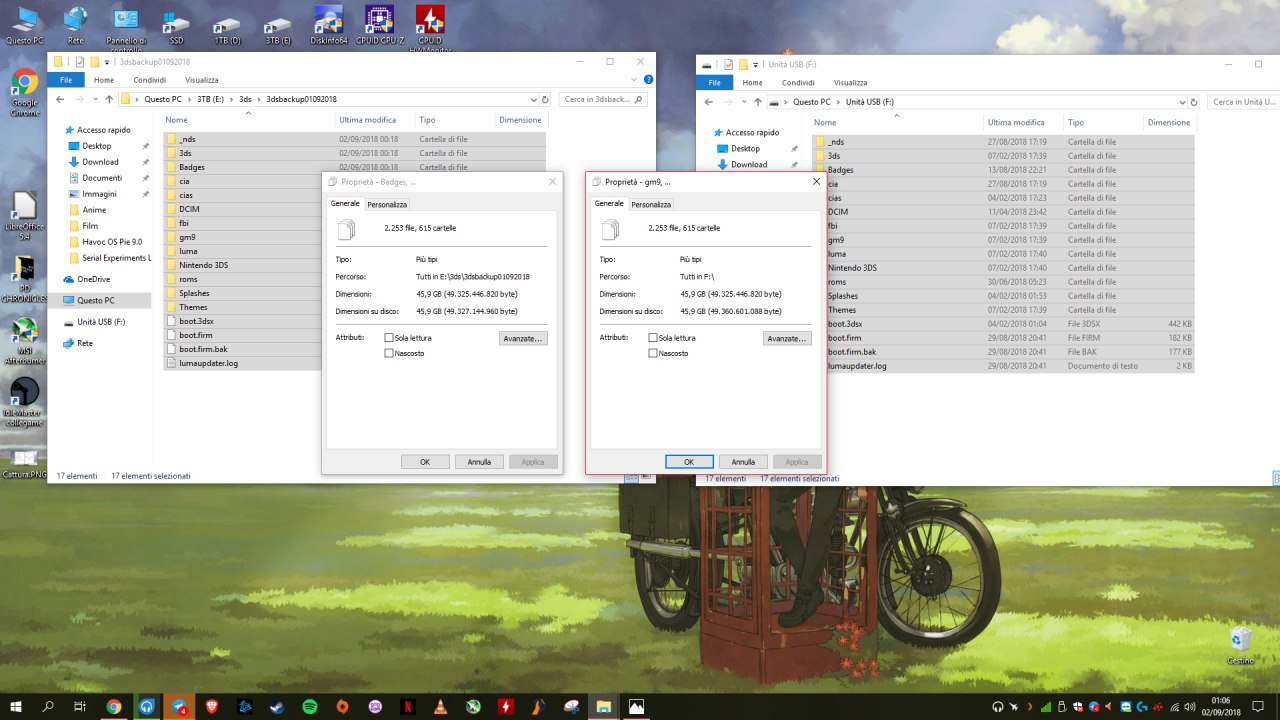 Questo PC
Rete
Pannello di controllo
SSD
1TB (D)
3TB (E)
DiskInfo64
CPUID CPU-Z
CPU D HWMonitor
Google Chrome
LibreOffice 5.4
MSI Afterburner
IdleMaster collegame
Cattura.PNG
3dsbackup01092018
File Home Condividi Visualizza
Questo PC > 3TB (E:) > 3ds > 3dsbackup01092018
Cerca in 3dsback...
Nome Ultima modifica Tipo Dimensione
Accesso rapido
Desktop
Download
Documenti
Immagini
Anime
Film
Havoc OS Pie 9.0
Serial Experiments L
OneDrive
Questo PC
Unità USB (F:)
Rete
_nds 02/09/2018 00:18 Cartella di file
3ds 02/09/2018 00:18 Cartella di file
Badges 02/09/2018 00:18 Cartella di file
cia
cias
DCIM
fbi
gm9
luma
Nintendo 3DS
roms
Splashes
Themes
boot.3dsx
boot.firm
boot.firm.bak
lumaupdater.log
17 elementi 17 elementi selezionati
Proprietà - Badges, ...
Generale Personalizza
2.253 file, 615 cartelle
Tipo: Più tipi
Percorso: Tutti in E:\3ds\3dsbackup01092018
Dimensioni: 45,9 GB (49.325.446.820 byte)
Dimensioni su disco: 45,9 GB (49.327.144.960 byte)
Attributi: Sola lettura Avanzate...
Nascosto
OK Annulla Applica
Proprietà - gm9, ...
Generale Personalizza
2.253 file, 615 cartelle
Tipo: Più tipi
Percorso: Tutti in F:\
Dimensioni: 45,9 GB (49.325.446.820 byte)
Dimensioni su disco: 45,9 GB (49.360.601.088 byte)
Attributi: Sola lettura Avanzate...
Nascosto
OK Annulla Applica
Unità USB (F:)
File Home Condividi Visualizza
Questo PC > Unità USB (F:)
Cerca in Unità U...
Nome Ultima modifica Tipo Dimensione
Accesso rapido
Desktop
Download
_nds 27/08/2018 17:19 Cartella di file
3ds 07/02/2018 17:39 Cartella di file
Badges 13/08/2018 22:21 Cartella di file
cia 27/08/2018 17:19 Cartella di file
cias 04/02/2018 17:23 Cartella di file
DCIM 11/04/2018 23:42 Cartella di file
fbi 07/02/2018 17:39 Cartella di file
gm9 07/02/2018 17:39 Cartella di file
luma 07/02/2018 17:40 Cartella di file
Nintendo 3DS 07/02/2018 17:40 Cartella di file
roms 30/06/2018 05:23 Cartella di file
Splashes 04/02/2018 01:53 Cartella di file
Themes 07/02/2018 17:39 Cartella di file
boot.3dsx 04/02/2018 01:04 File 3DSX 442 KB
boot.firm 29/08/2018 20:41 File FIRM 182 KB
boot.firm.bak 29/08/2018 20:41 File BAK 177 KB
lumaupdater.log 29/08/2018 20:41 Documento di testo 2 KB
17 elementi 17 elementi selezionati
Cestino
01:06
02/09/2018